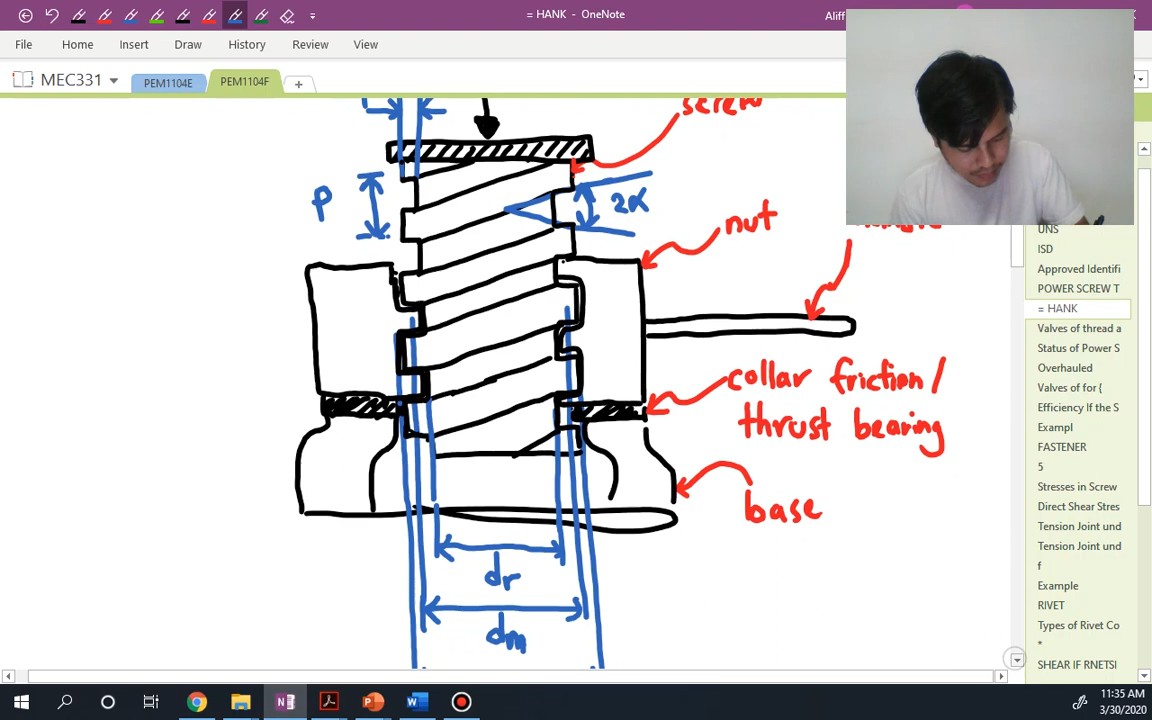 = HANK - OneNote
Aliff
File Home Insert Draw History Review View
MEC331
PEM1104E
PEM1104F
screw
P
2α
nut
collar friction/
thrust bearing
base
dr
dm
UNS
ISD
Approved Identifi
POWER SCREW T
= HANK
Valves of thread a
Status of Power S
Overhauled
Valves of for {
Efficiency If the S
Exampl
FASTENER
5
Stresses in Screw
Direct Shear Stres
Tension Joint und
Tension Joint und
f
Example
RIVET
Types of Rivet Co
*
SHEAR IF RNETSI
11:35 AM
3/30/2020